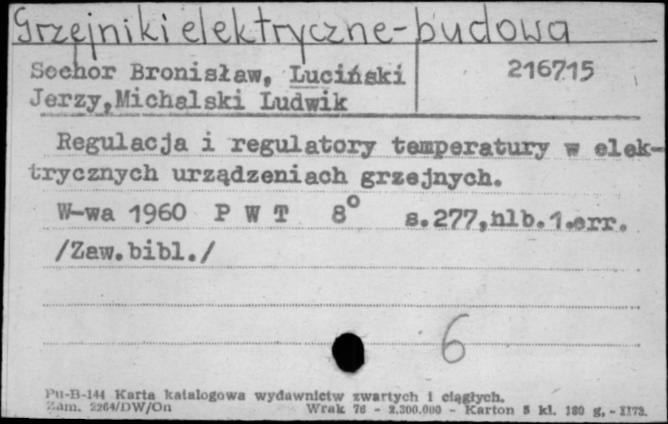 Grzejniki elektryczne-budowa
Sochor Bronisław, Luciński
216715
Jerzy,Michalski Ludwik
Regulacja i regulatory temperatury w elek-
trycznych urządzeniach grzejnych.
W-wa 1960 P W T 8° s.277,nlb.1.err.
/Zaw.bibl./
6
Pu-B-144 Karta katalogowa wydawnictw zwartych i ciągłych.
Zam. 2264/DW/On Wrak 76 - 2.300.000 - Karton 5 kl. 180 g,-XI73.